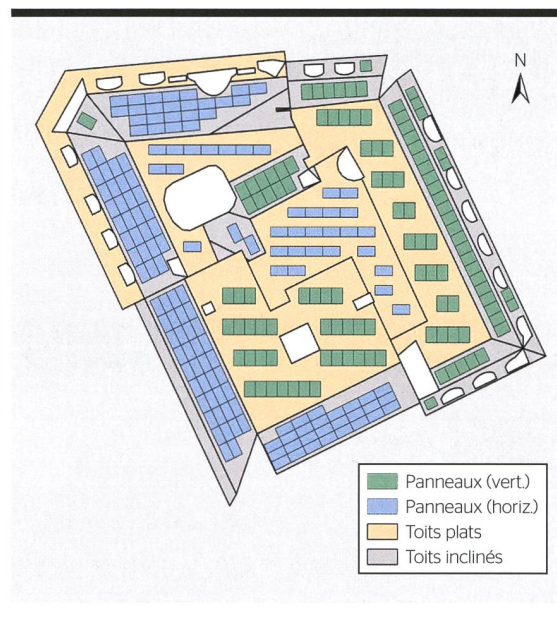 N
Panneaux (vert.)
Panneaux (horiz.)
Toits plats
Toits inclinés